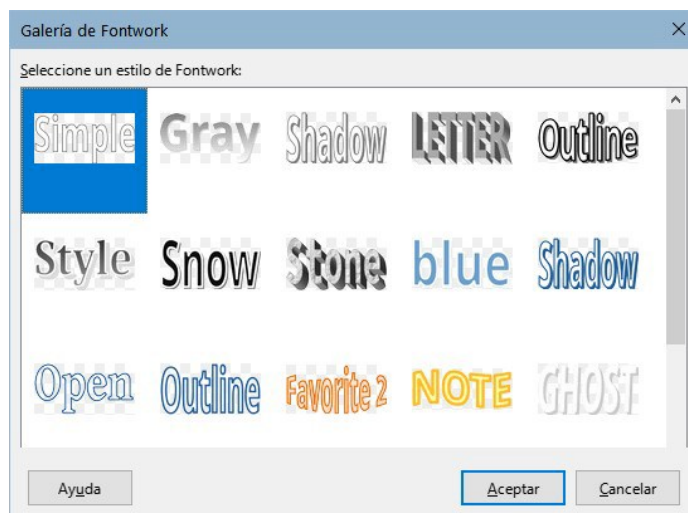 Galería de Fontwork
Seleccione un estilo de Fontwork:
Simple Gray Shadow LETTER Outline
Style Snow Stone blue Shadow
Open Outline Favorite 2 NOTE GHOST
Ayuda Aceptar Cancelar